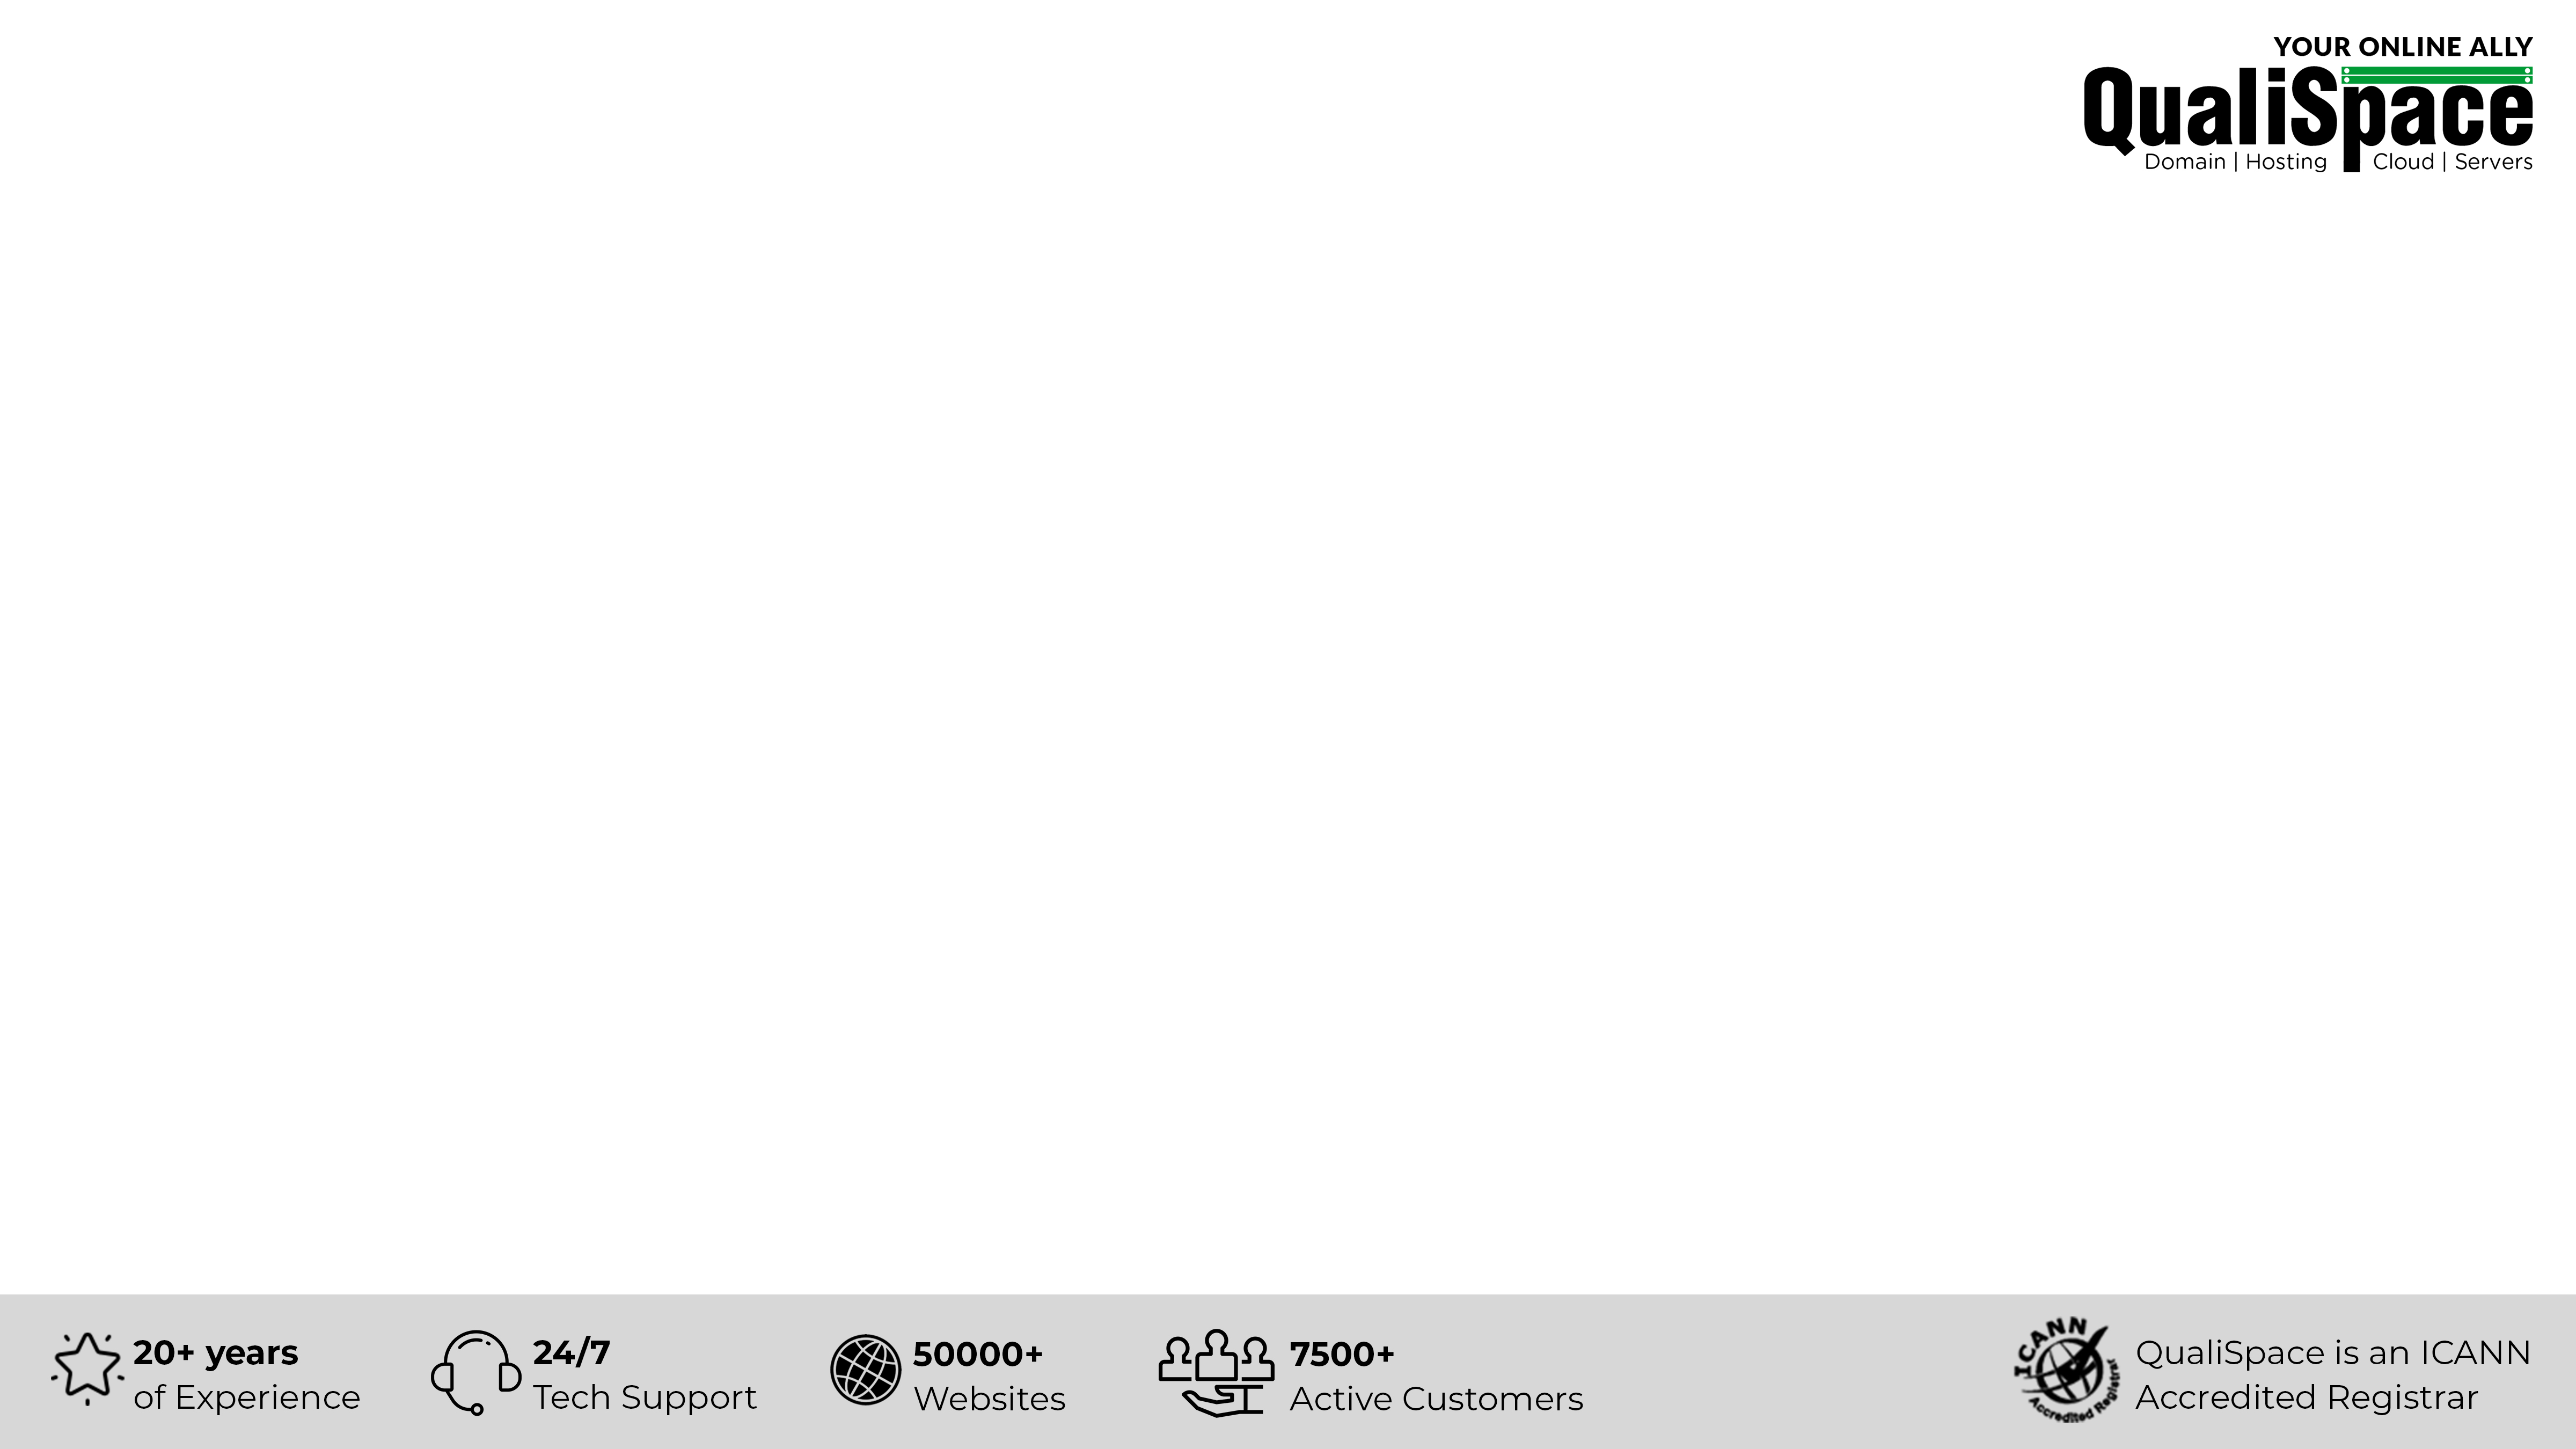 YOUR ONLINE ALLY
QualiSpace
Domain | Hosting Cloud | Servers
20+ years
of Experience
24/7
Tech Support
50000+
Websites
7500+
Active Customers
ICANN
Accredited Registrar
QualiSpace is an ICANN
Accredited Registrar